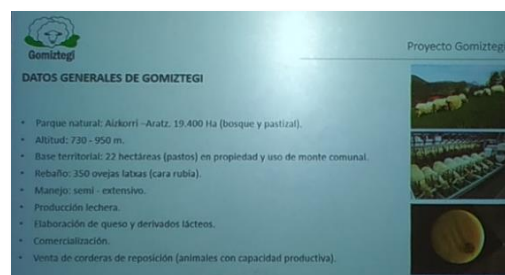 Gomiztegi
Proyecto Gomiztegi
DATOS GENERALES DE GOMIZTEGI
• Parque natural: Aizkorri –Aratz. 19.400 Ha (bosque y pastizal).
• Altitud: 730 - 950 m.
• Base territorial: 22 hectáreas (pastos) en propiedad y uso de monte comunal.
• Rebaño: 350 ovejas latxas (cara rubia).
• Manejo: semi - extensivo.
• Producción lechera.
• Elaboración de queso y derivados lácteos.
• Comercialización.
• Venta de corderas de reposición (animales con capacidad productiva).